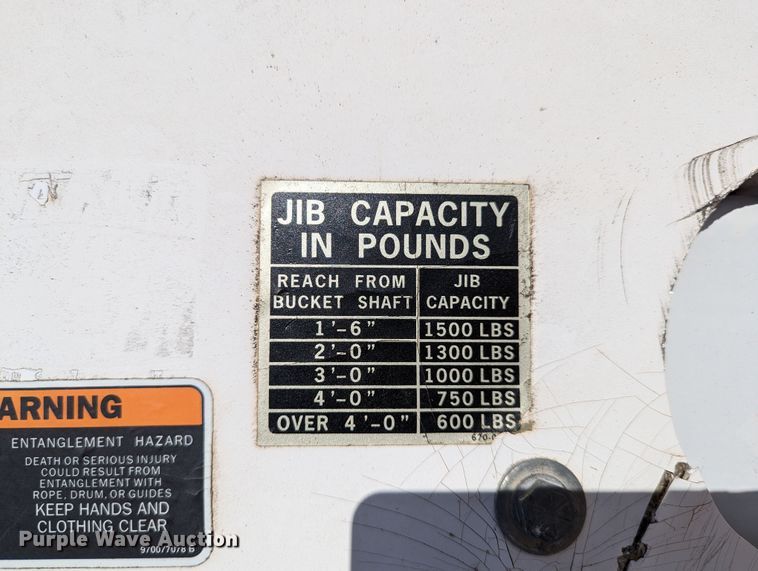 JIB CAPACITY
IN POUNDS
REACH FROM
BUCKET SHAFT
JIB
CAPACITY
1'-6" 1500 LBS
2'-0" 1300 LBS
3'-0" 1000 LBS
4'-0" 750 LBS
OVER 4'-0" 600 LBS
ARNING
ENTANGLEMENT HAZARD
DEATH OR SERIOUS INJURY
COULD RESULT FROM
ENTANGLEMENT WITH
ROPE, DRUM, OR GUIDES
KEEP HANDS AND
CLOTHING CLEAR
970077078 b
Purple Wave Auction